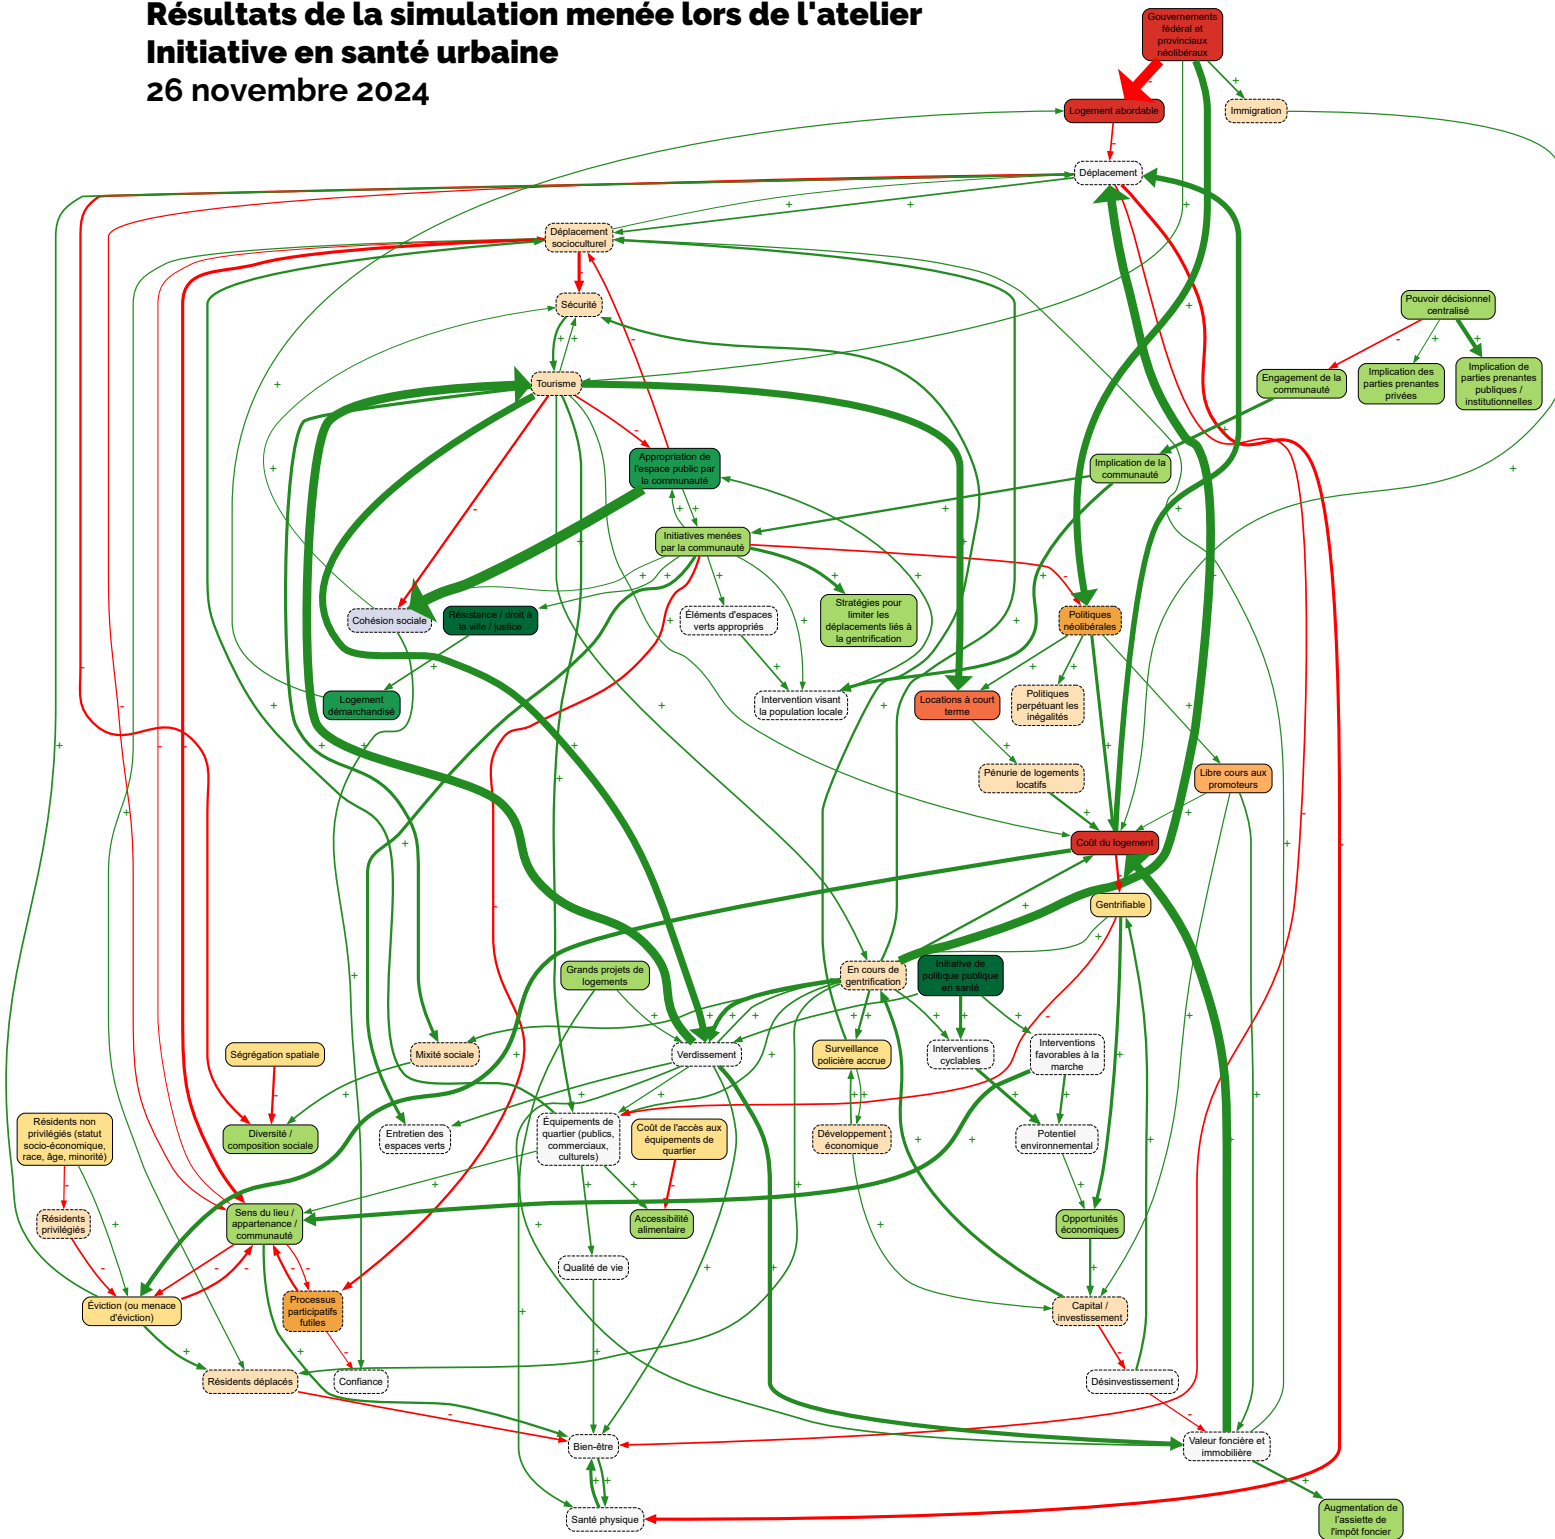 Résultats de la simulation menée lors de l'atelier
Initiative en santé urbaine
26 novembre 2024
Gouvernements
fédéral et
provinciaux
néolibéraux
Logement abordable
Immigration
Déplacement
Déplacement
socioculturel
Sécurité
Pouvoir décisionnel
centralisé
Tourisme
Engagement de la
communauté
Implication des
parties prenantes
privées
Implication de
parties prenantes
publiques /
institutionnelles
Appropriation de
l'espace public par
la communauté
Implication de la
communauté
Initiatives menées
par la communauté
Cohésion sociale
Résistance / droit à
la ville / justice
Éléments d'espaces
verts appropriés
Stratégies pour
limiter les
déplacements liés à
la gentrification
Politiques
néolibérales
Logement
démarchandisé
Intervention visant
la population locale
Locations à court
terme
Politiques
perpétuant les
inégalités
Pénurie de logements
locatifs
Libre cours aux
promoteurs
Coût du logement
Gentrifiable
Grands projets de
logements
En cours de
gentrification
Initiative de
politique publique
en santé
Ségrégation spatiale
Mixité sociale
Verdissement
Surveillance
policière accrue
Interventions
cyclables
Interventions
favorables à la
marche
Résidents non
privilégiés (statut
socio-économique,
race, âge, minorité)
Diversité /
composition sociale
Entretien des
espaces verts
Équipements de
quartier (publics,
commerciaux,
culturels)
Coût de l'accès aux
équipements de
quartier
Développement
économique
Potentiel
environnemental
Résidents
privilégiés
Sens du lieu /
appartenance /
communauté
Accessibilité
alimentaire
Opportunités
économiques
Qualité de vie
Éviction (ou menace
d'éviction)
Processus
participatifs
futiles
Capital /
investissement
Résidents déplacés
Confiance
Désinvestissement
Bien-être
Valeur foncière et
immobilière
Santé physique
Augmentation de
l'assiette de
l'impôt foncier